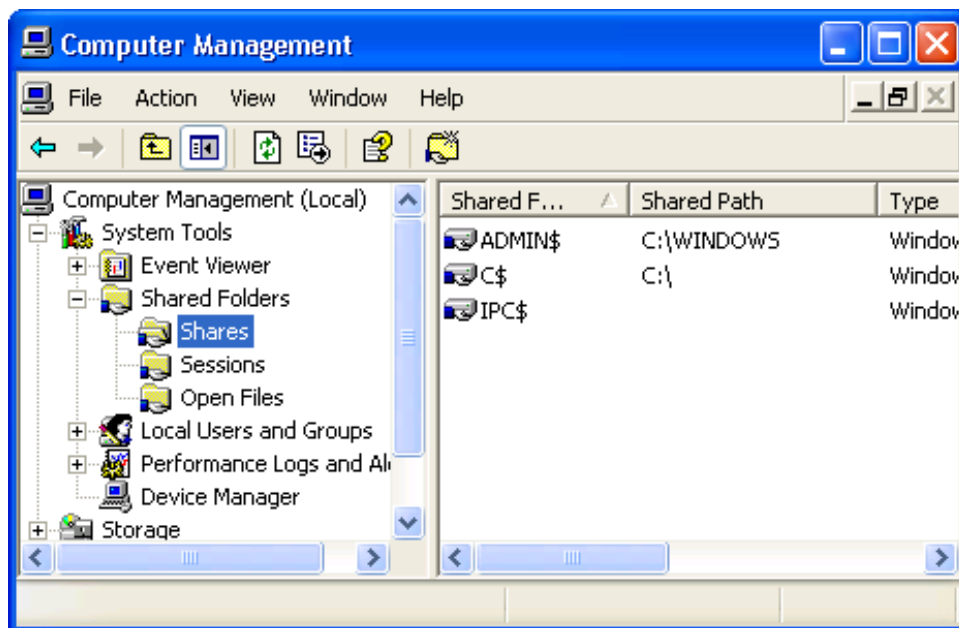 Computer Management
File Action View Window Help
Computer Management (Local)
System Tools
Event Viewer
Shared Folders
Shares
Sessions
Open Files
Local Users and Groups
Performance Logs and Al
Device Manager
Storage
Shared F... Shared Path Type
ADMIN$ C:\WINDOWS Window
C$ C:\ Window
IPC$ Window